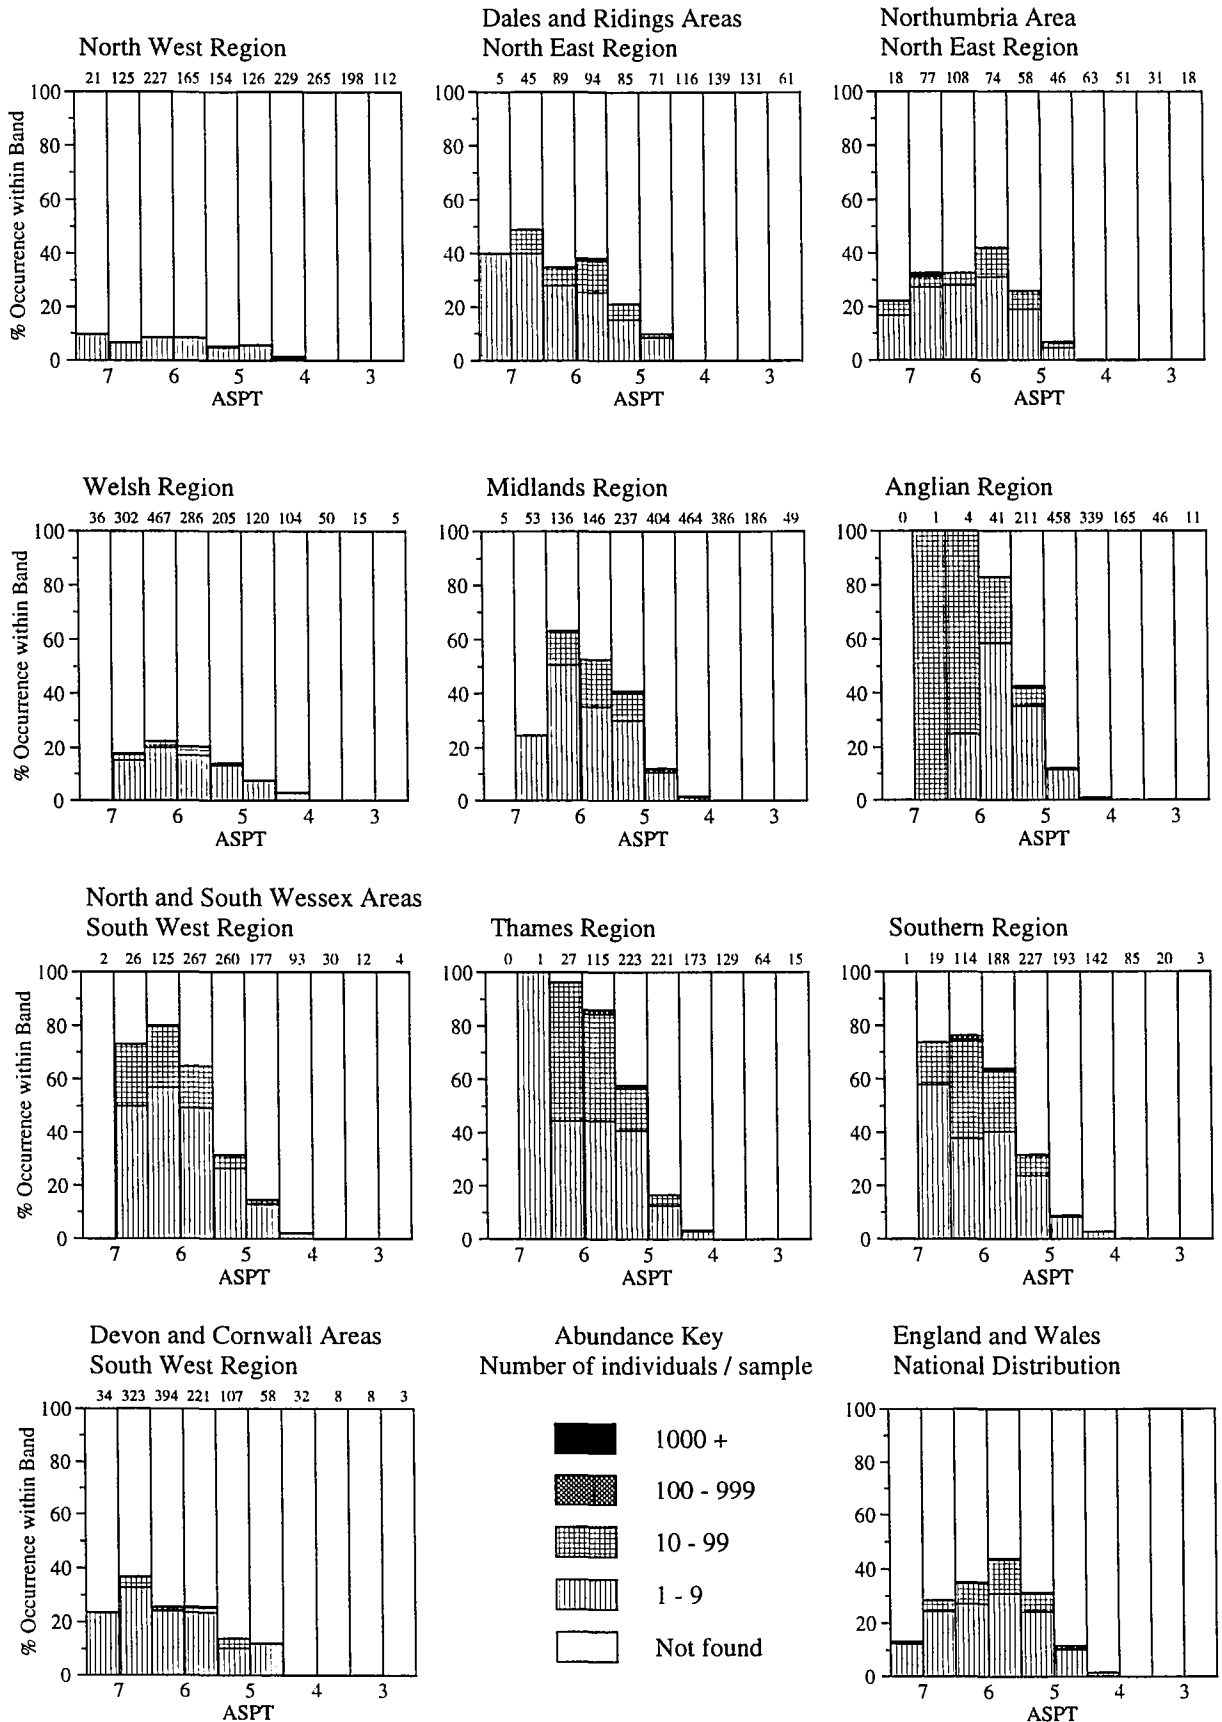 North West Region
21 125 227 165 154 126 229 265 198 112
% Occurrence within Band
100
80
60
40
20
0
7 6 5 4 3
ASPT
Dales and Ridings Areas
North East Region
5 45 89 94 85 71 116 139 131 61
100
80
60
40
20
0
7 6 5 4 3
ASPT
Northumbria Area
North East Region
18 77 108 74 58 46 63 51 31 18
100
80
60
40
20
0
7 6 5 4 3
ASPT
Welsh Region
36 302 467 286 205 120 104 50 15 5
% Occurrence within Band
100
80
60
40
20
0
7 6 5 4 3
ASPT
Midlands Region
5 53 136 146 237 404 464 386 186 49
100
80
60
40
20
0
7 6 5 4 3
ASPT
Anglian Region
0 1 4 41 211 458 339 165 46 11
100
80
60
40
20
0
7 6 5 4 3
ASPT
North and South Wessex Areas
South West Region
2 26 125 267 260 177 93 30 12 4
% Occurrence within Band
100
80
60
40
20
0
7 6 5 4 3
ASPT
Thames Region
0 1 27 115 223 221 173 129 64 15
100
80
60
40
20
0
7 6 5 4 3
ASPT
Southern Region
1 19 114 188 227 193 142 85 20 3
100
80
60
40
20
0
7 6 5 4 3
ASPT
Devon and Cornwall Areas
South West Region
34 323 394 221 107 58 32 8 8 3
% Occurrence within Band
100
80
60
40
20
0
7 6 5 4 3
ASPT
Abundance Key
Number of individuals / sample
1000 +
100 - 999
10 - 99
1 - 9
Not found
England and Wales
National Distribution
100
80
60
40
20
0
7 6 5 4 3
ASPT